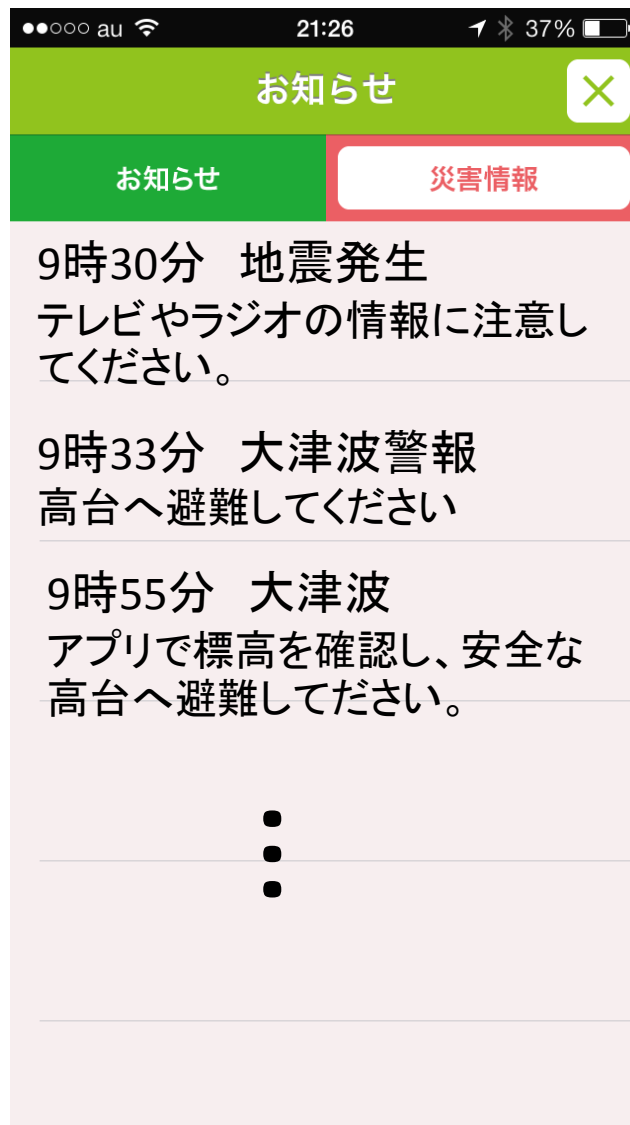 au 21:26 37%
お知らせ
お知らせ 災害情報
9時30分　地震発生
テレビやラジオの情報に注意し
てください。
9時33分　大津波警報
高台へ避難してください
9時55分　大津波
アプリで標高を確認し、安全な
高台へ避難してださい。